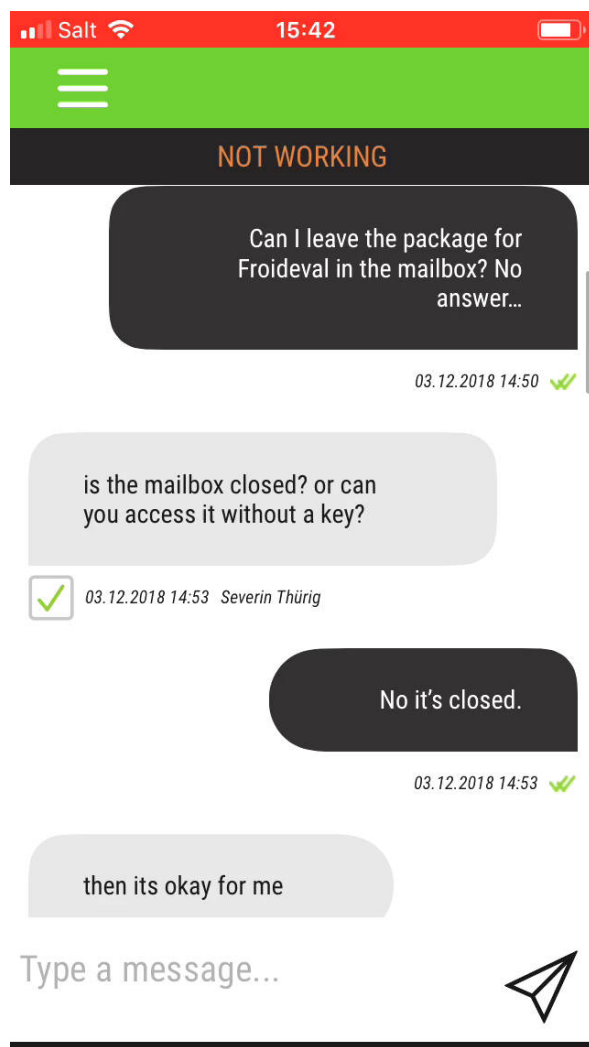 Salt
15:42
NOT WORKING
Can I leave the package for
Froideval in the mailbox? No
answer...
03.12.2018 14:50
is the mailbox closed? or can
you access it without a key?
03.12.2018 14:53 Severin Thürig
No it's closed.
03.12.2018 14:53
then its okay for me
Type a message...